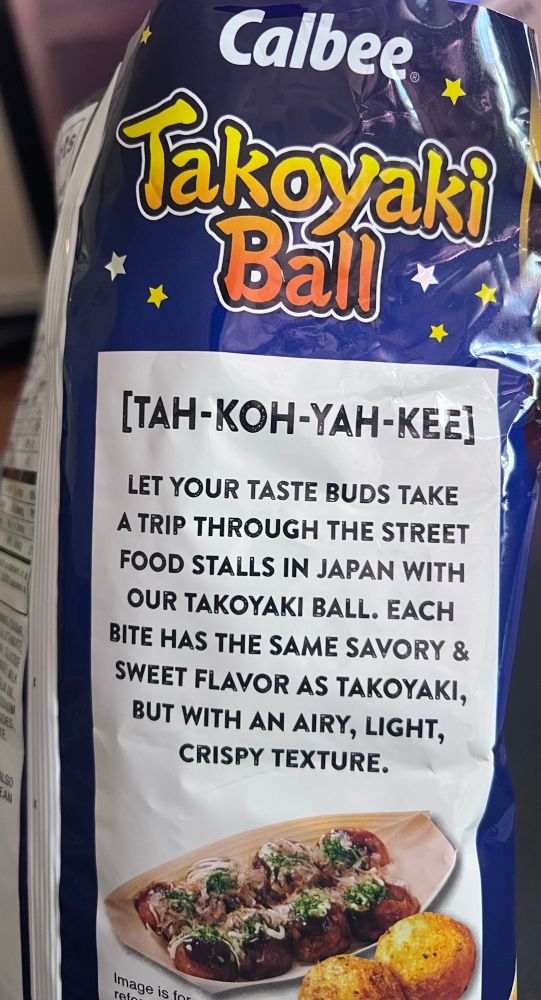 Calbee®
Takoyaki
Ball
[TAH-KOH-YAH-KEE]
LET YOUR TASTE BUDS TAKE
A TRIP THROUGH THE STREET
FOOD STALLS IN JAPAN WITH
OUR TAKOYAKI BALL. EACH
BITE HAS THE SAME SAVORY &
SWEET FLAVOR AS TAKOYAKI,
BUT WITH AN AIRY, LIGHT,
CRISPY TEXTURE.
Image is for